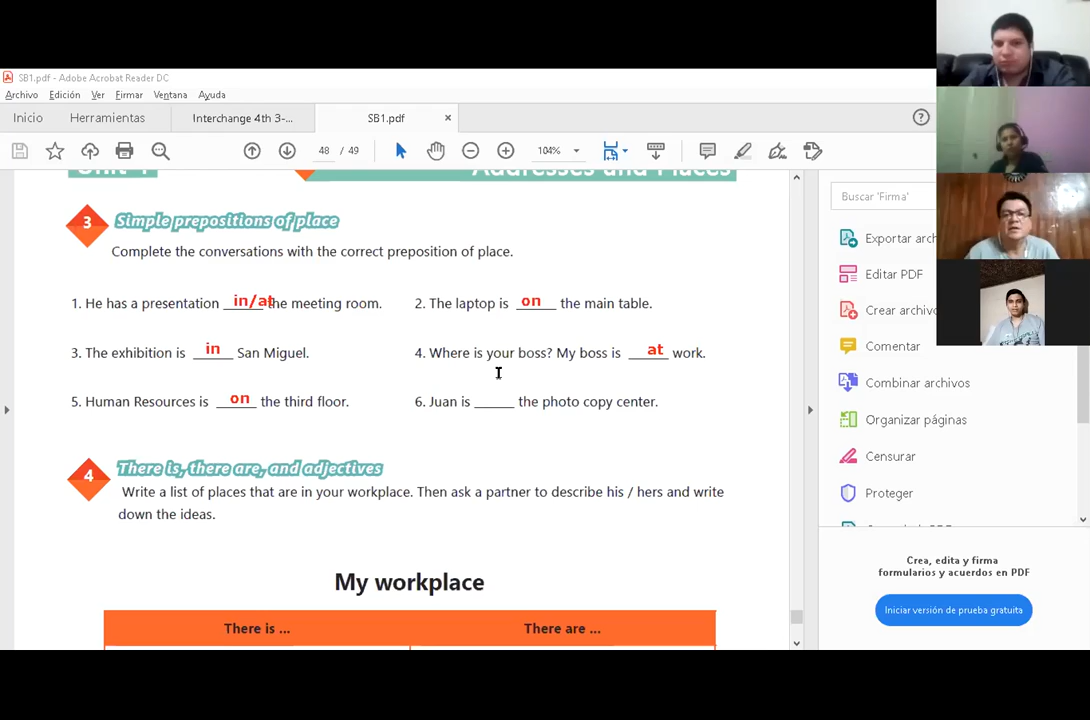 SB1.pdf - Adobe Acrobat Reader DC
Archivo Edición Ver Firmar Ventana Ayuda
Inicio Herramientas Interchange 4th 3-... SB1.pdf ×
48 / 49 104%
Unit 4 Addresses and Places
3 Simple prepositions of place
Complete the conversations with the correct preposition of place.
1. He has a presentation in/at the meeting room. 2. The laptop is on the main table.
3. The exhibition is in San Miguel. 4. Where is your boss? My boss is at work.
5. Human Resources is on the third floor. 6. Juan is ______ the photo copy center.
4 There is, there are, and adjectives
Write a list of places that are in your workplace. Then ask a partner to describe his / hers and write
down the ideas.
My workplace
There is ... There are ...
Buscar 'Firma'
Exportar arch
Editar PDF
Crear archivo
Comentar
Combinar archivos
Organizar páginas
Censurar
Proteger
Crea, edita y firma
formularios y acuerdos en PDF
Iniciar versión de prueba gratuita